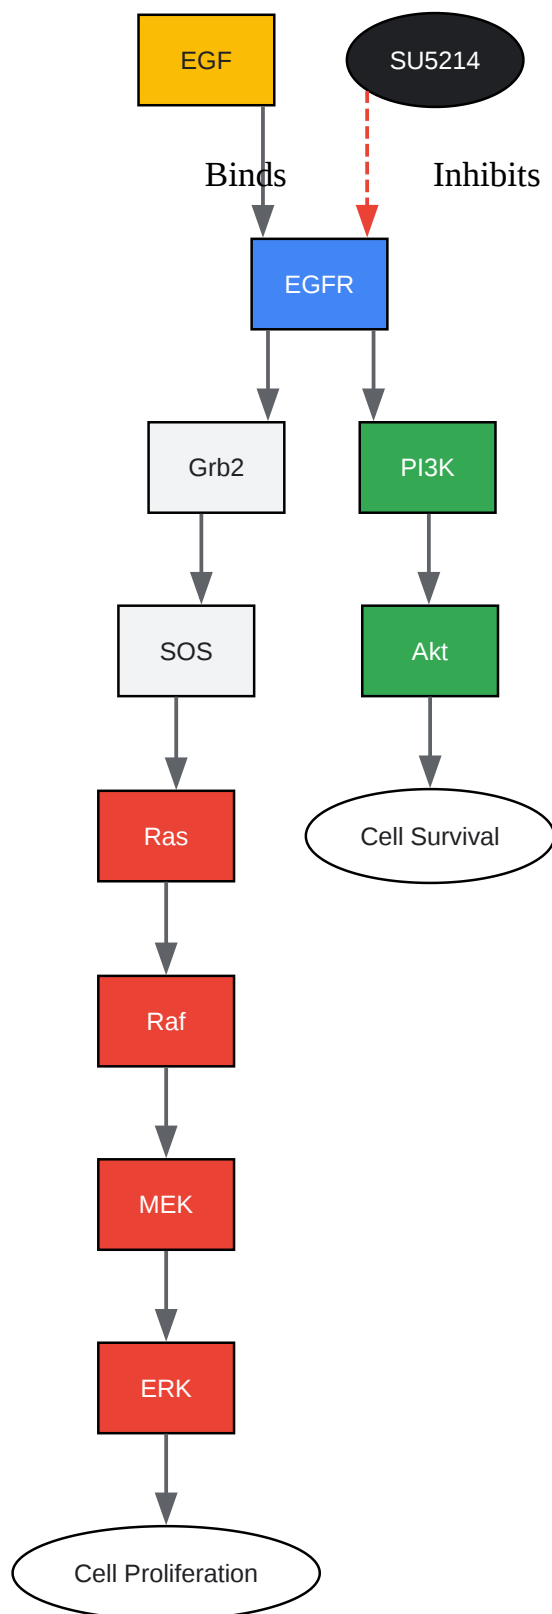 EGF
SU5214
Binds
Inhibits
EGFR
Grb2
PI3K
SOS
Akt
Ras
Cell Survival
Raf
MEK
ERK
Cell Proliferation